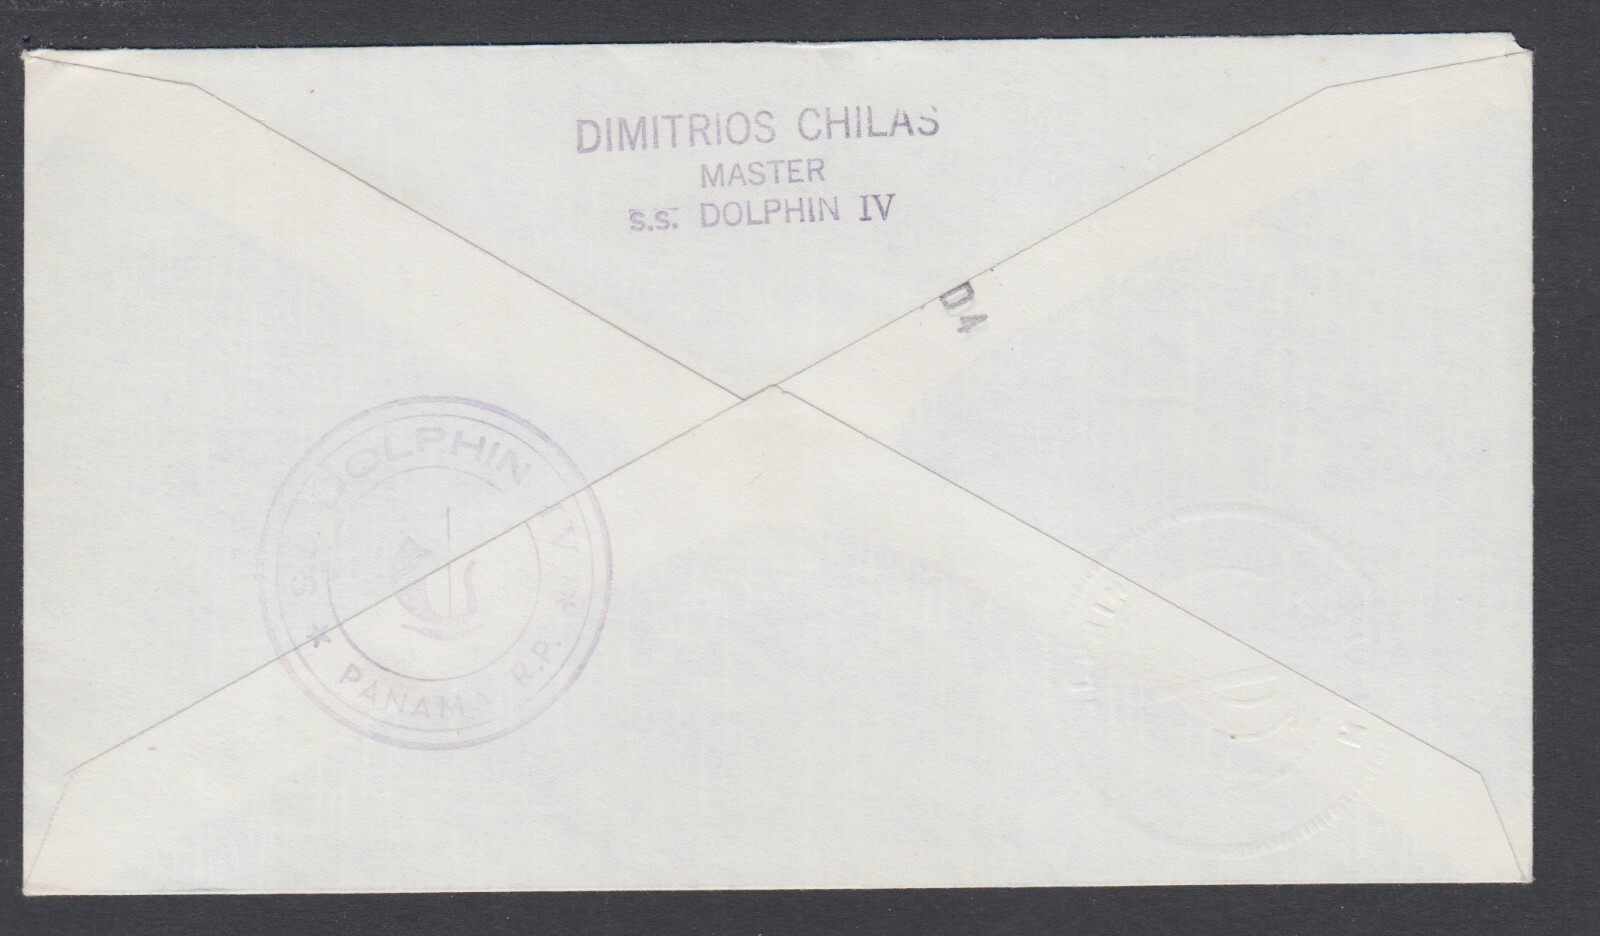 DIMITRIOS CHILAS
MASTER
S.S. DOLPHIN IV
D4
S.S. DOLPHIN IV
* PANAMA R.P. *